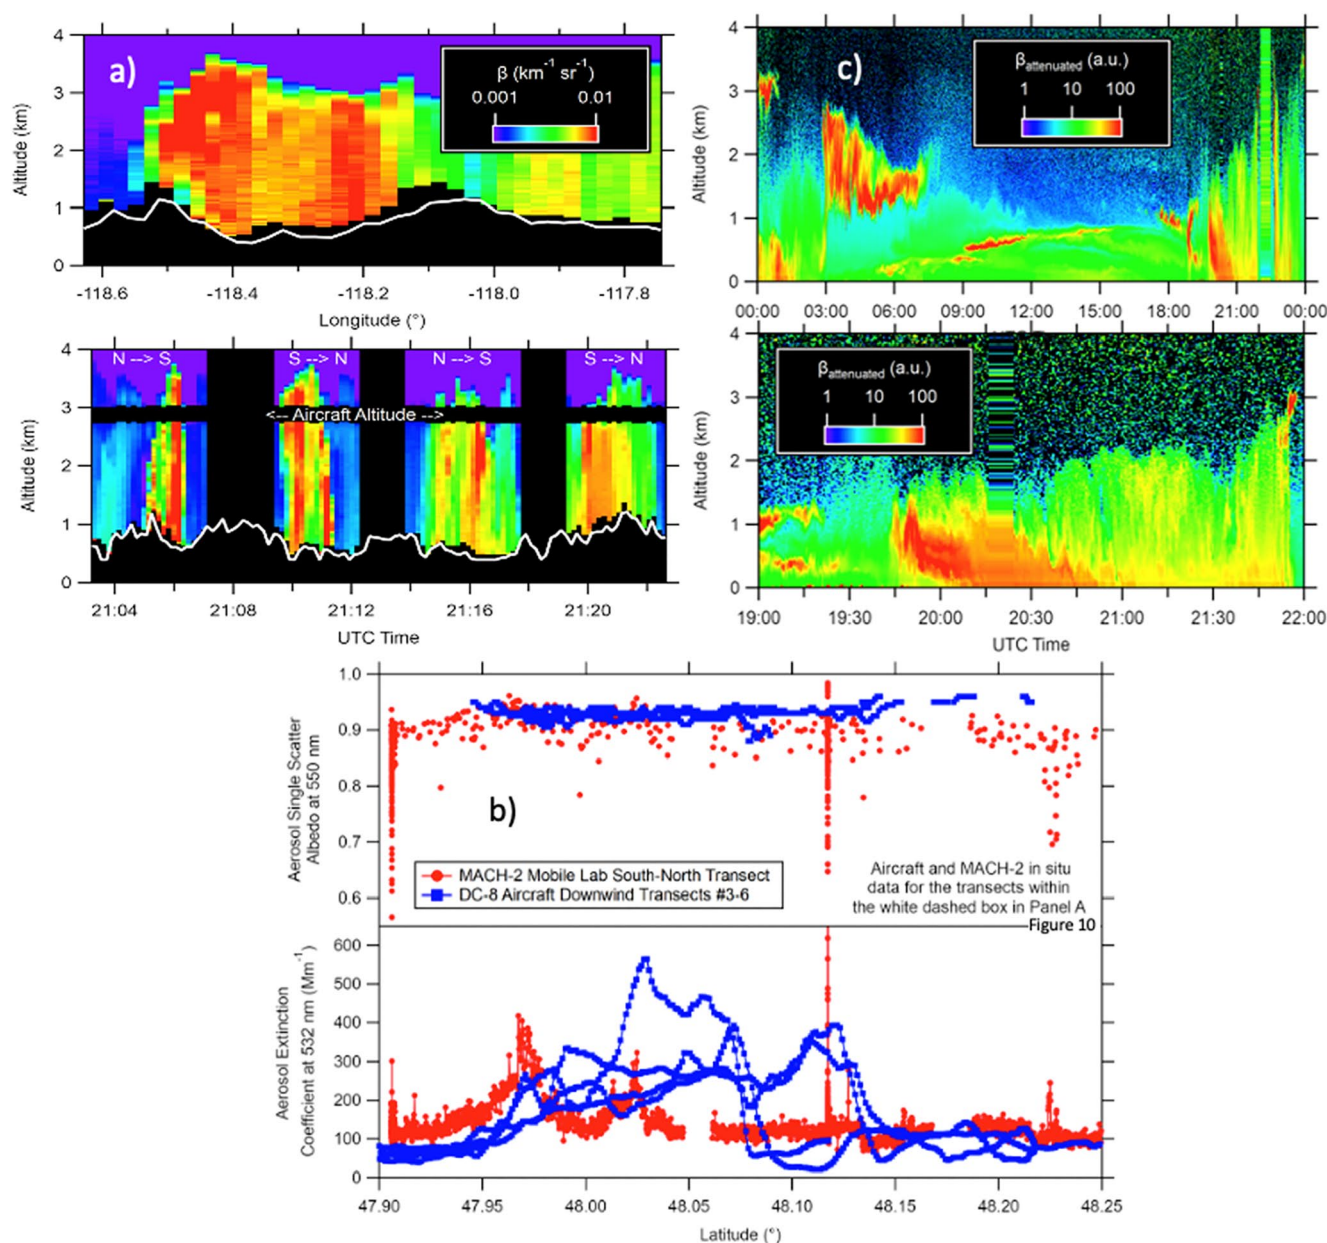 a)
β (km-1 sr-1)
0.001 0.01
4
3
2
1
0
Altitude (km)
-118.6 -118.4 -118.2 -118.0 -117.8
Longitude (°)
N --> S S --> N N --> S S --> N
<-- Aircraft Altitude -->
4
3
2
1
0
Altitude (km)
21:04 21:08 21:12 21:16 21:20
UTC Time
c)
βattenuated (a.u.)
1 10 100
4
3
2
1
0
Altitude (km)
00:00 03:00 06:00 09:00 12:00 15:00 18:00 21:00 00:00
βattenuated (a.u.)
1 10 100
4
3
2
1
0
Altitude (km)
19:00 19:30 20:00 20:30 21:00 21:30 22:00
UTC Time
1.0
0.9
0.8
0.7
0.6
Aerosol Single Scatter
Albedo at 550 nm
b)
MACH-2 Mobile Lab South-North Transect
DC-8 Aircraft Downwind Transects #3-6
Aircraft and MACH-2 in situ
data for the transects within
the white dashed box in Panel A
Figure 10
600
500
400
300
200
100
0
Aerosol Extinction
Coefficient at 532 nm (Mm-1)
47.90 47.95 48.00 48.05 48.10 48.15 48.20 48.25
Latitude (°)